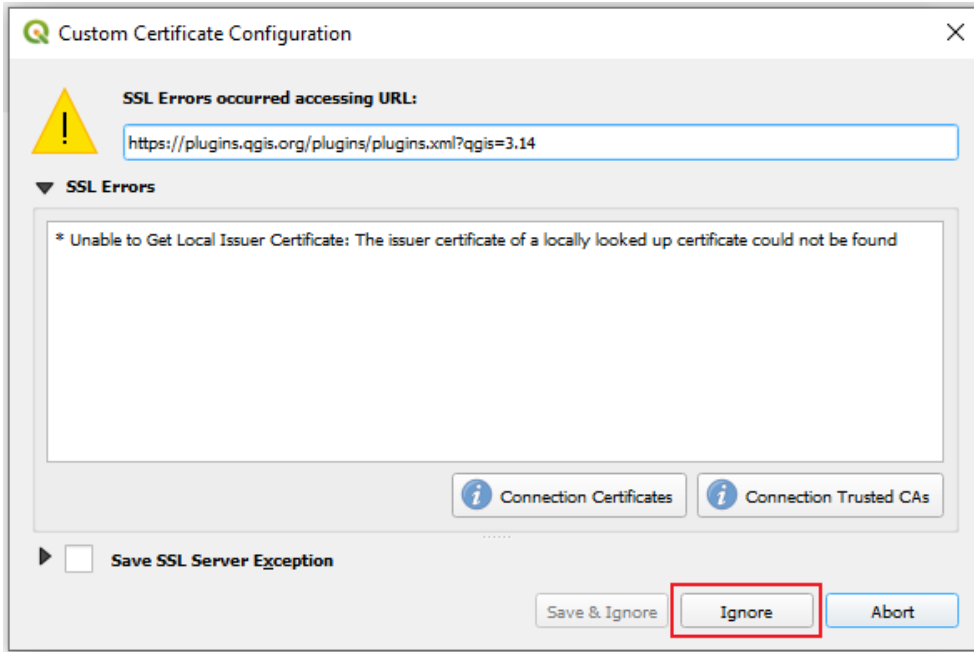 Custom Certificate Configuration
SSL Errors occurred accessing URL:
https://plugins.qgis.org/plugins/plugins.xml?qgis=3.14
SSL Errors
* Unable to Get Local Issuer Certificate: The issuer certificate of a locally looked up certificate could not be found
Connection Certificates
Connection Trusted CAs
Save SSL Server Exception
Save & Ignore
Ignore
Abort